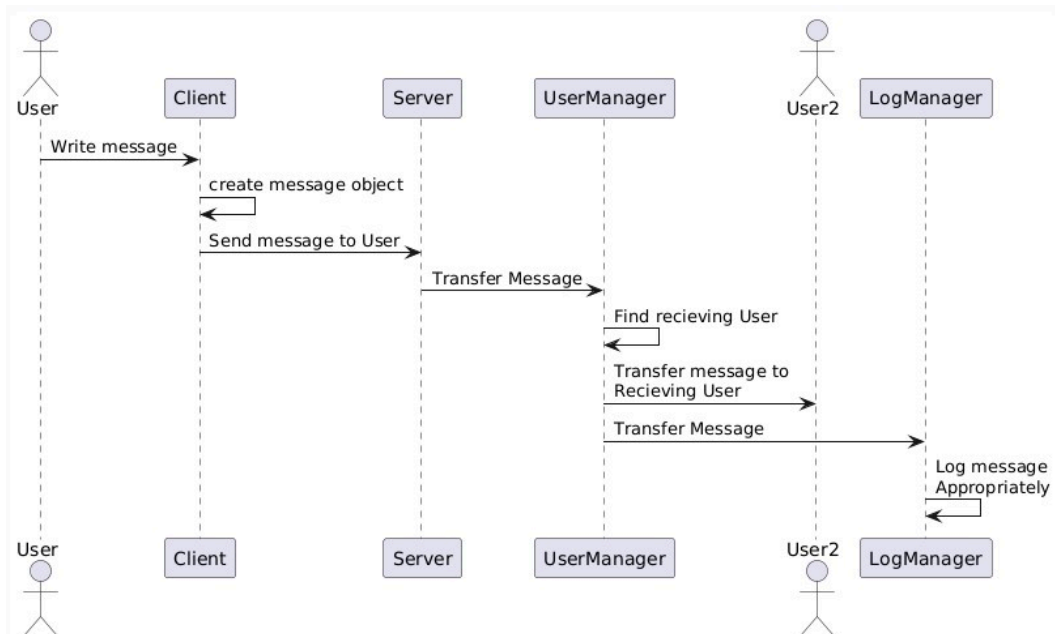 User
Client
Server
UserManager
User2
LogManager
Write message
create message object
Send message to User
Transfer Message
Find recieving User
Transfer message to
Recieving User
Transfer Message
Log message
Appropriately
User
Client
Server
UserManager
User2
LogManager